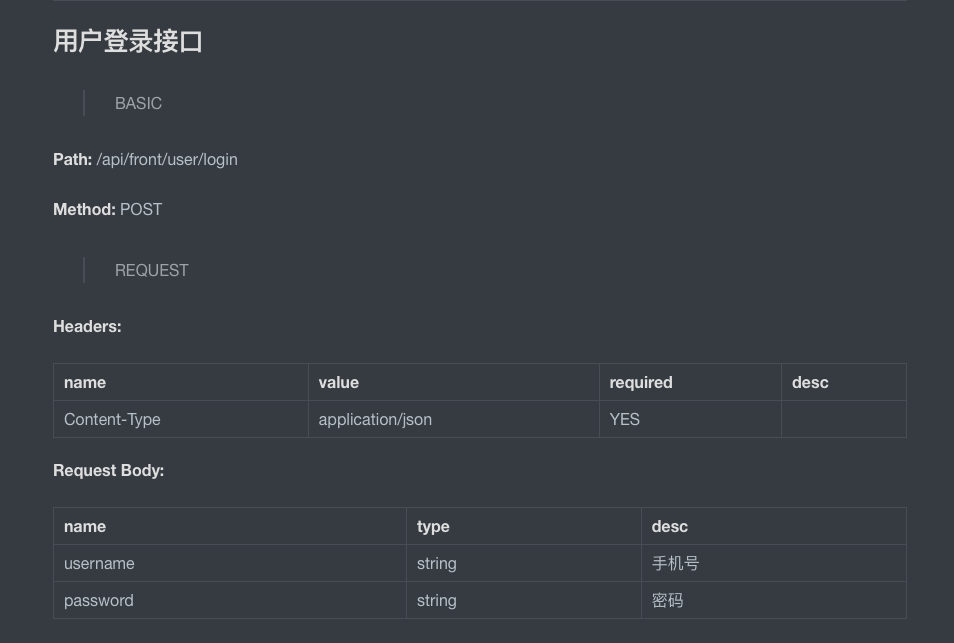 用户登录接口
BASIC
Path: /api/front/user/login
Method: POST
REQUEST
Headers:
name value required desc
Content-Type application/json YES
Request Body:
name type desc
username string 手机号
password string 密码